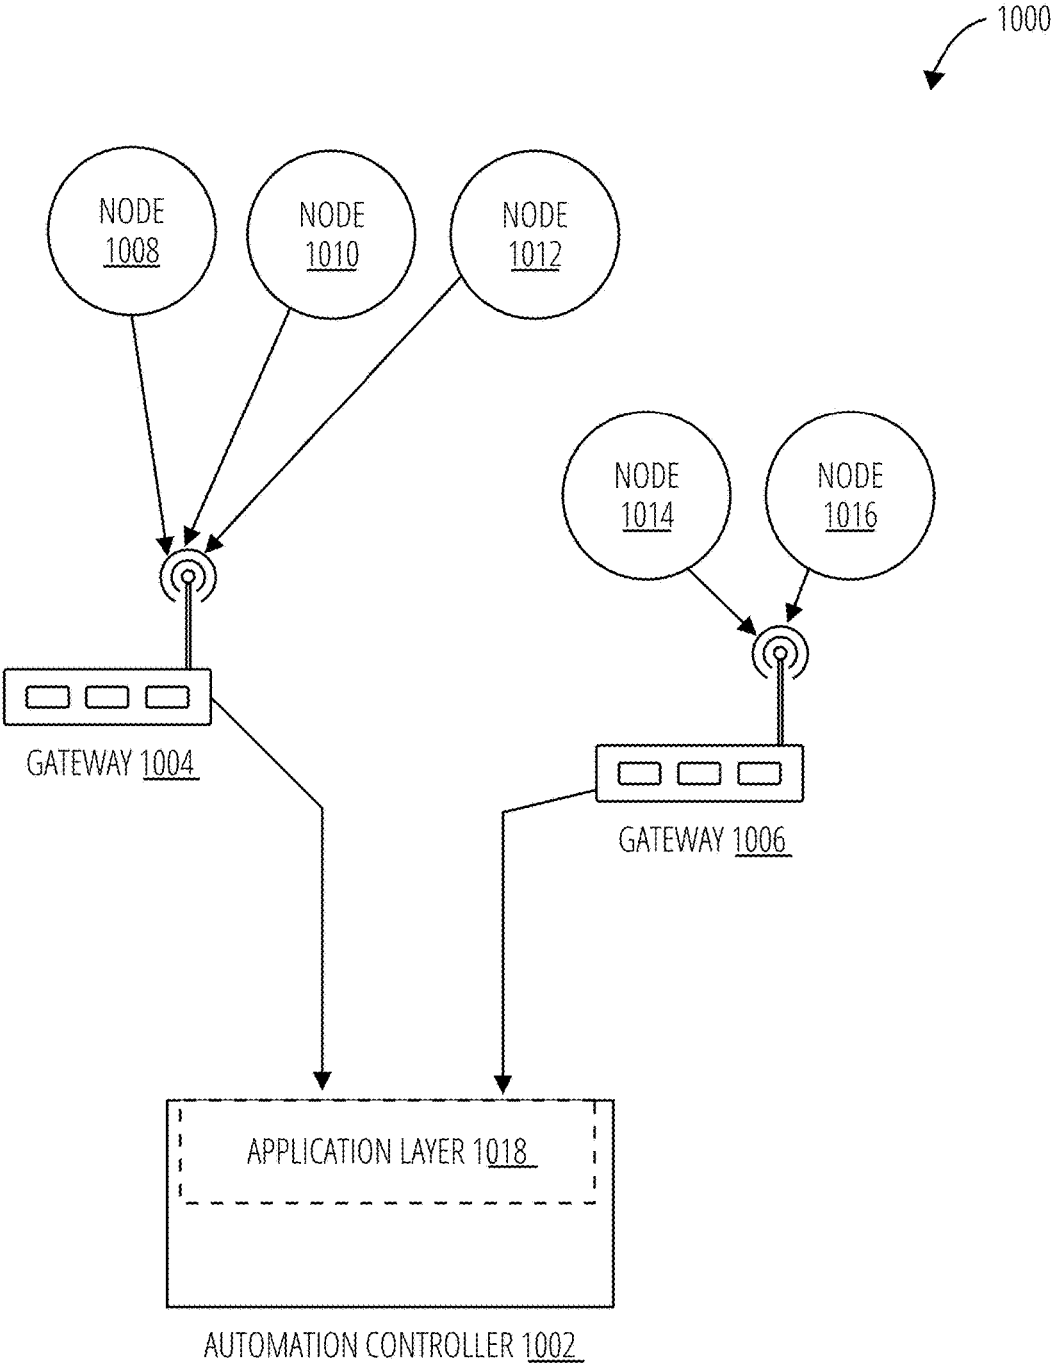 1000
NODE
1008
NODE
1010
NODE
1012
NODE
1014
NODE
1016
GATEWAY 1004
GATEWAY 1006
APPLICATION LAYER 1018
AUTOMATION CONTROLLER 1002